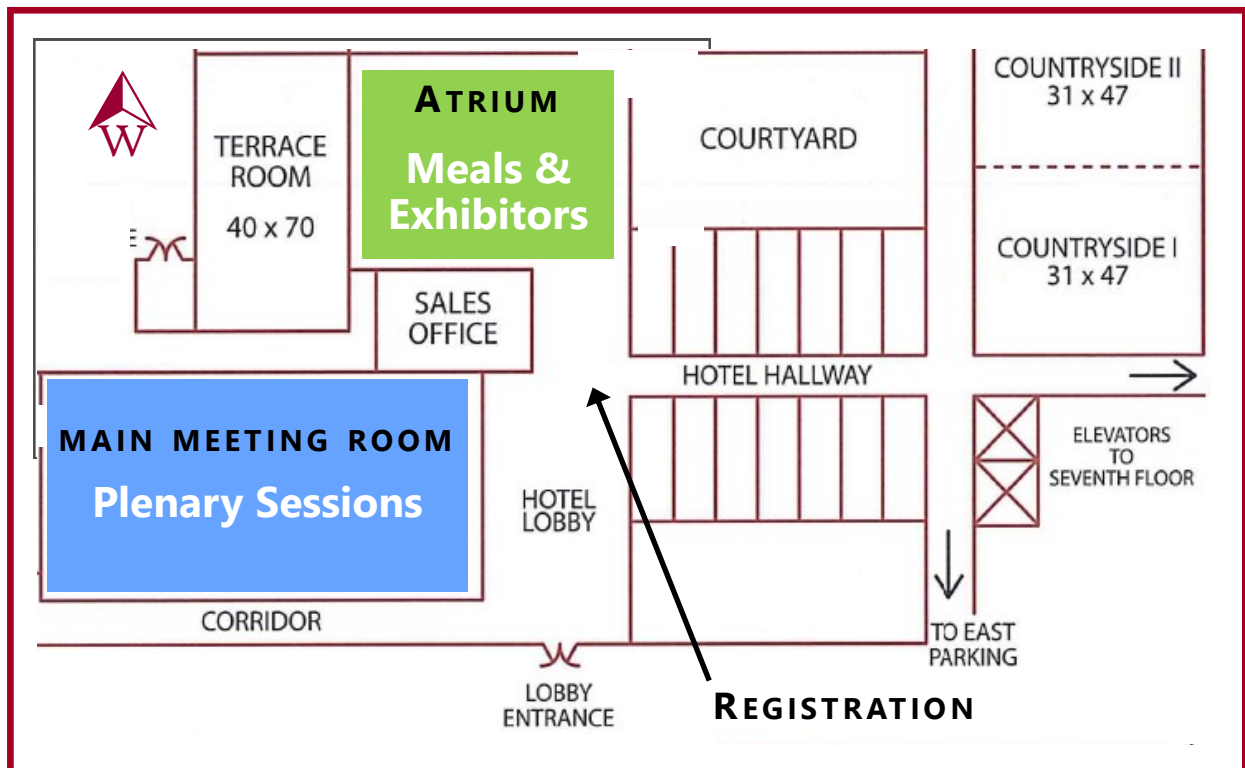 W
TERRACE
ROOM
40 x 70
E
ATRIUM
Meals &
Exhibitors
COURTYARD
COUNTRYSIDE II
31 x 47
COUNTRYSIDE I
31 x 47
SALES
OFFICE
HOTEL HALLWAY
MAIN MEETING ROOM
Plenary Sessions
HOTEL
LOBBY
ELEVATORS
TO
SEVENTH FLOOR
CORRIDOR
TO EAST
PARKING
LOBBY
ENTRANCE
REGISTRATION